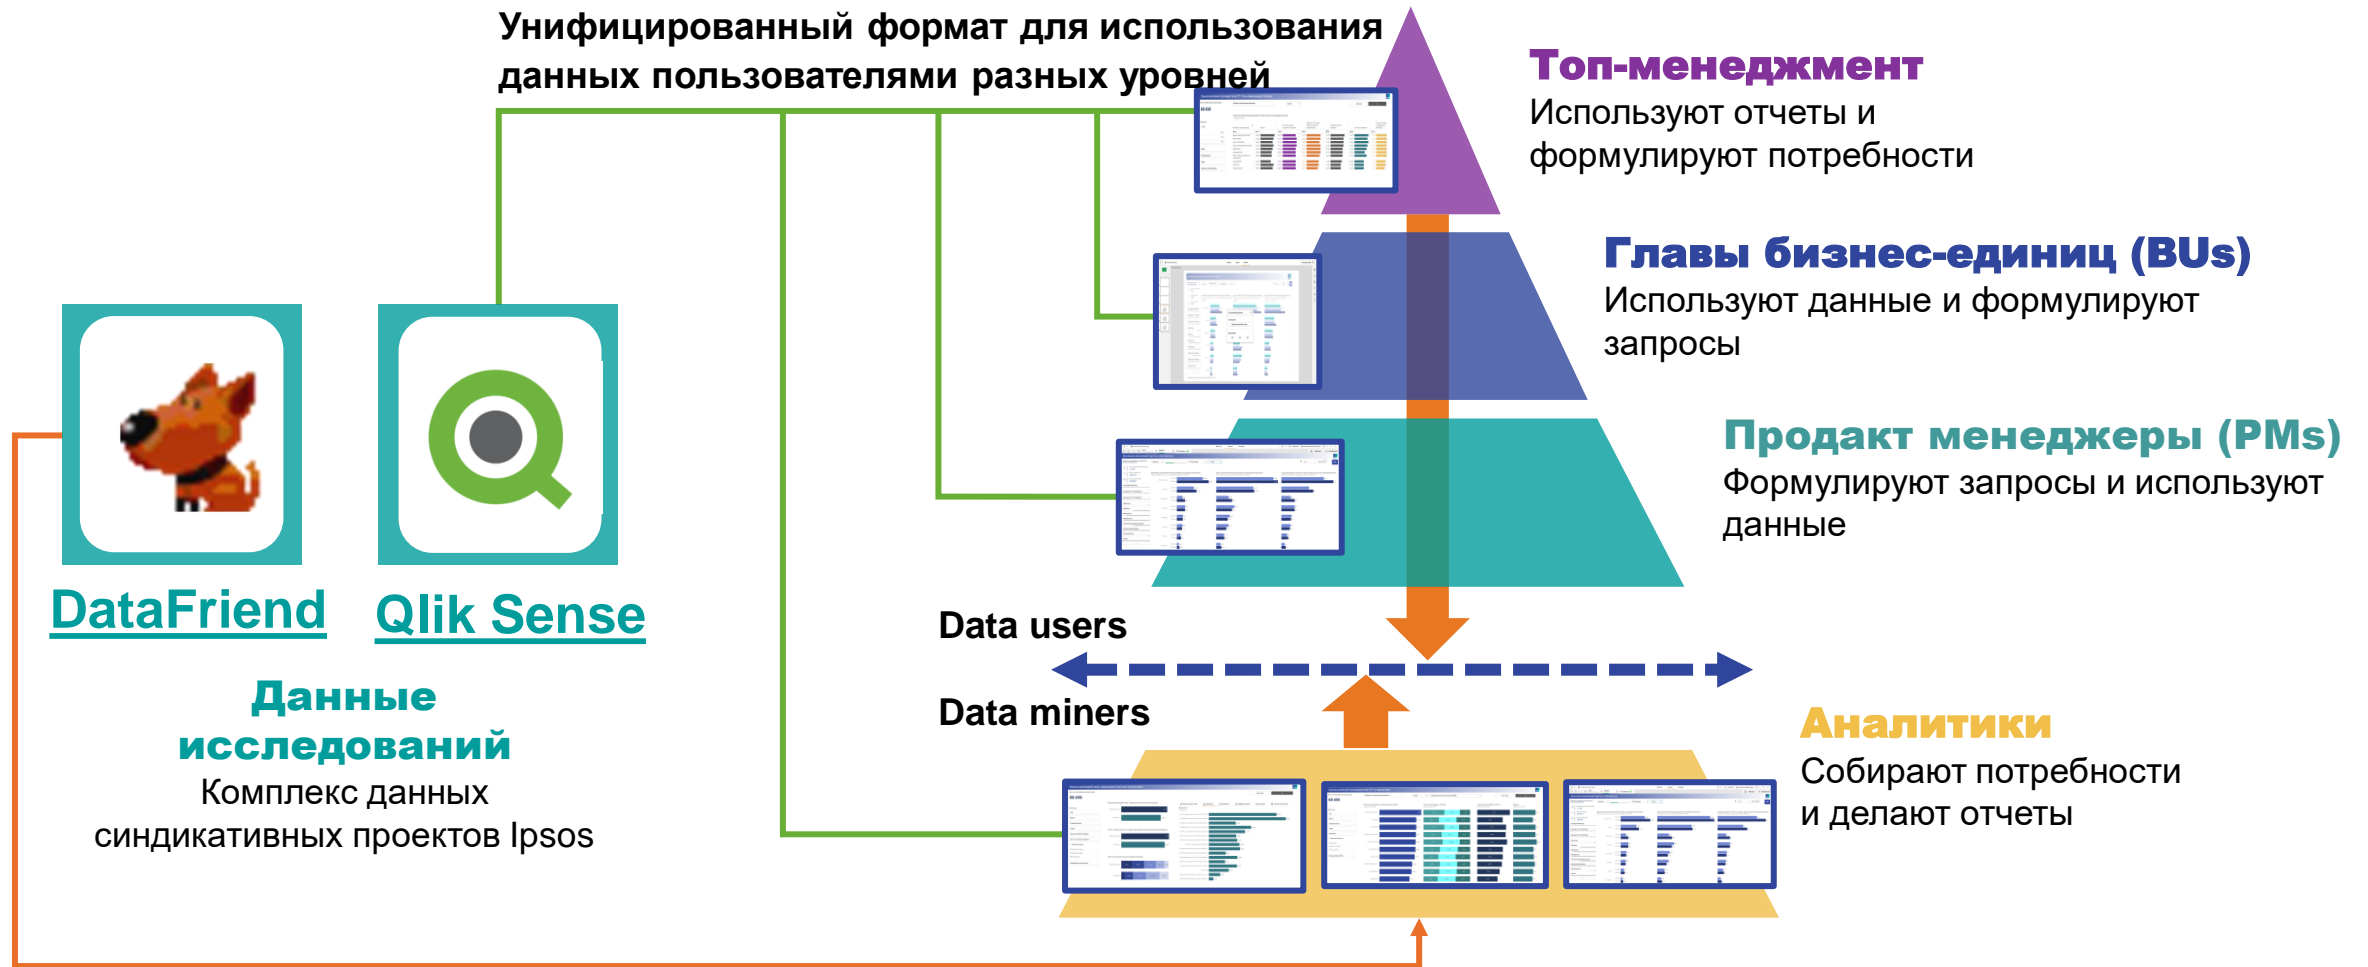 Унифицированный формат для использования
данных пользователями разных уровней
Топ-менеджмент
Используют отчеты и
формулируют потребности
Главы бизнес-единиц (BUs)
Используют данные и формулируют
запросы
Продакт менеджеры (PMs)
Формулируют запросы и используют
данные
DataFriend
Qlik Sense
Данные
исследований
Комплекс данных
синдикативных проектов Ipsos
Data users
Data miners
Аналитики
Собирают потребности
и делают отчеты